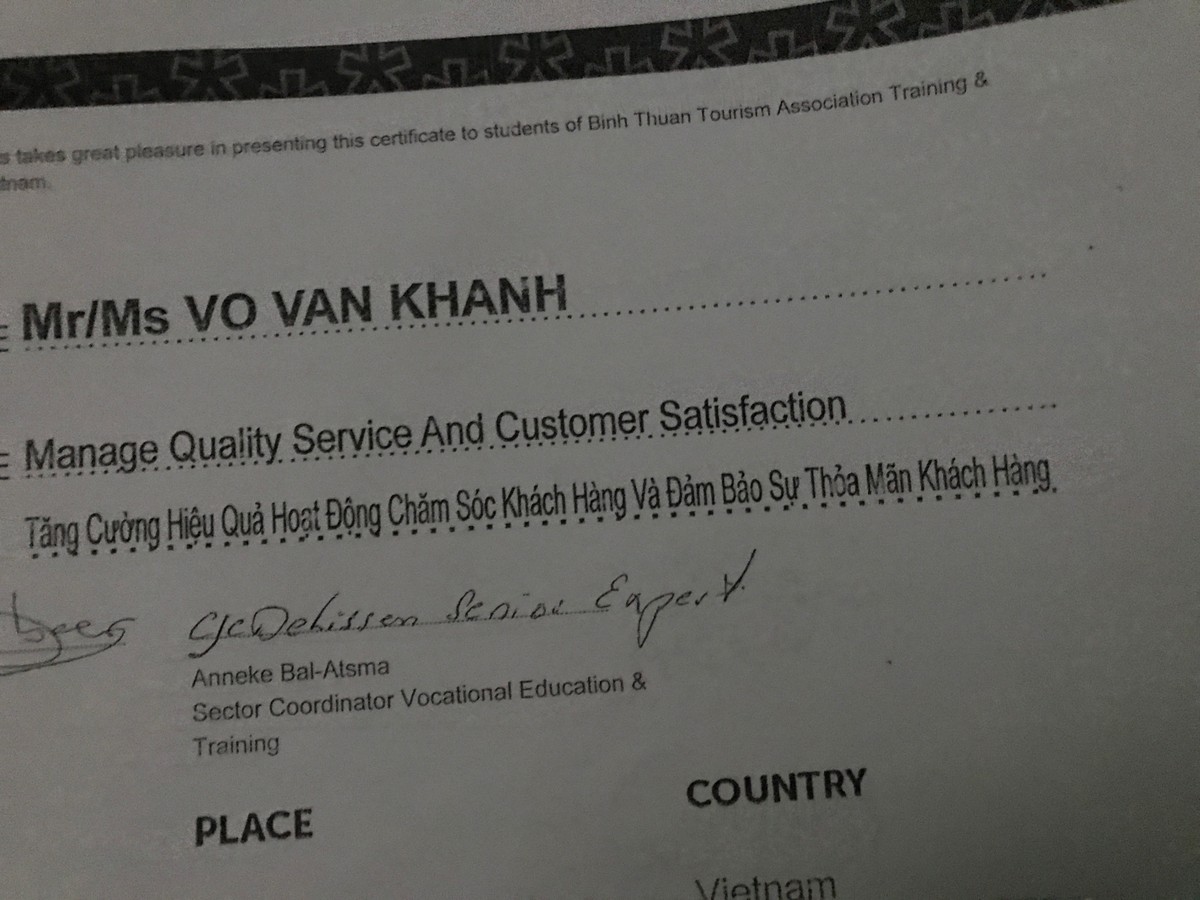 s takes great pleasure in presenting this certificate to students of Binh Thuan Tourism Association Training &
tnam.
Mr/Ms VO VAN KHANH
Manage Quality Service And Customer Satisfaction
Tăng Cường Hiệu Quả Hoạt Động Chăm Sóc Khách Hàng Và Đảm Bảo Sự Thỏa Mãn Khách Hàng
Senior Expert
Anneke Bal-Atsma
Sector Coordinator Vocational Education &
Training
COUNTRY
PLACE
Vietnam